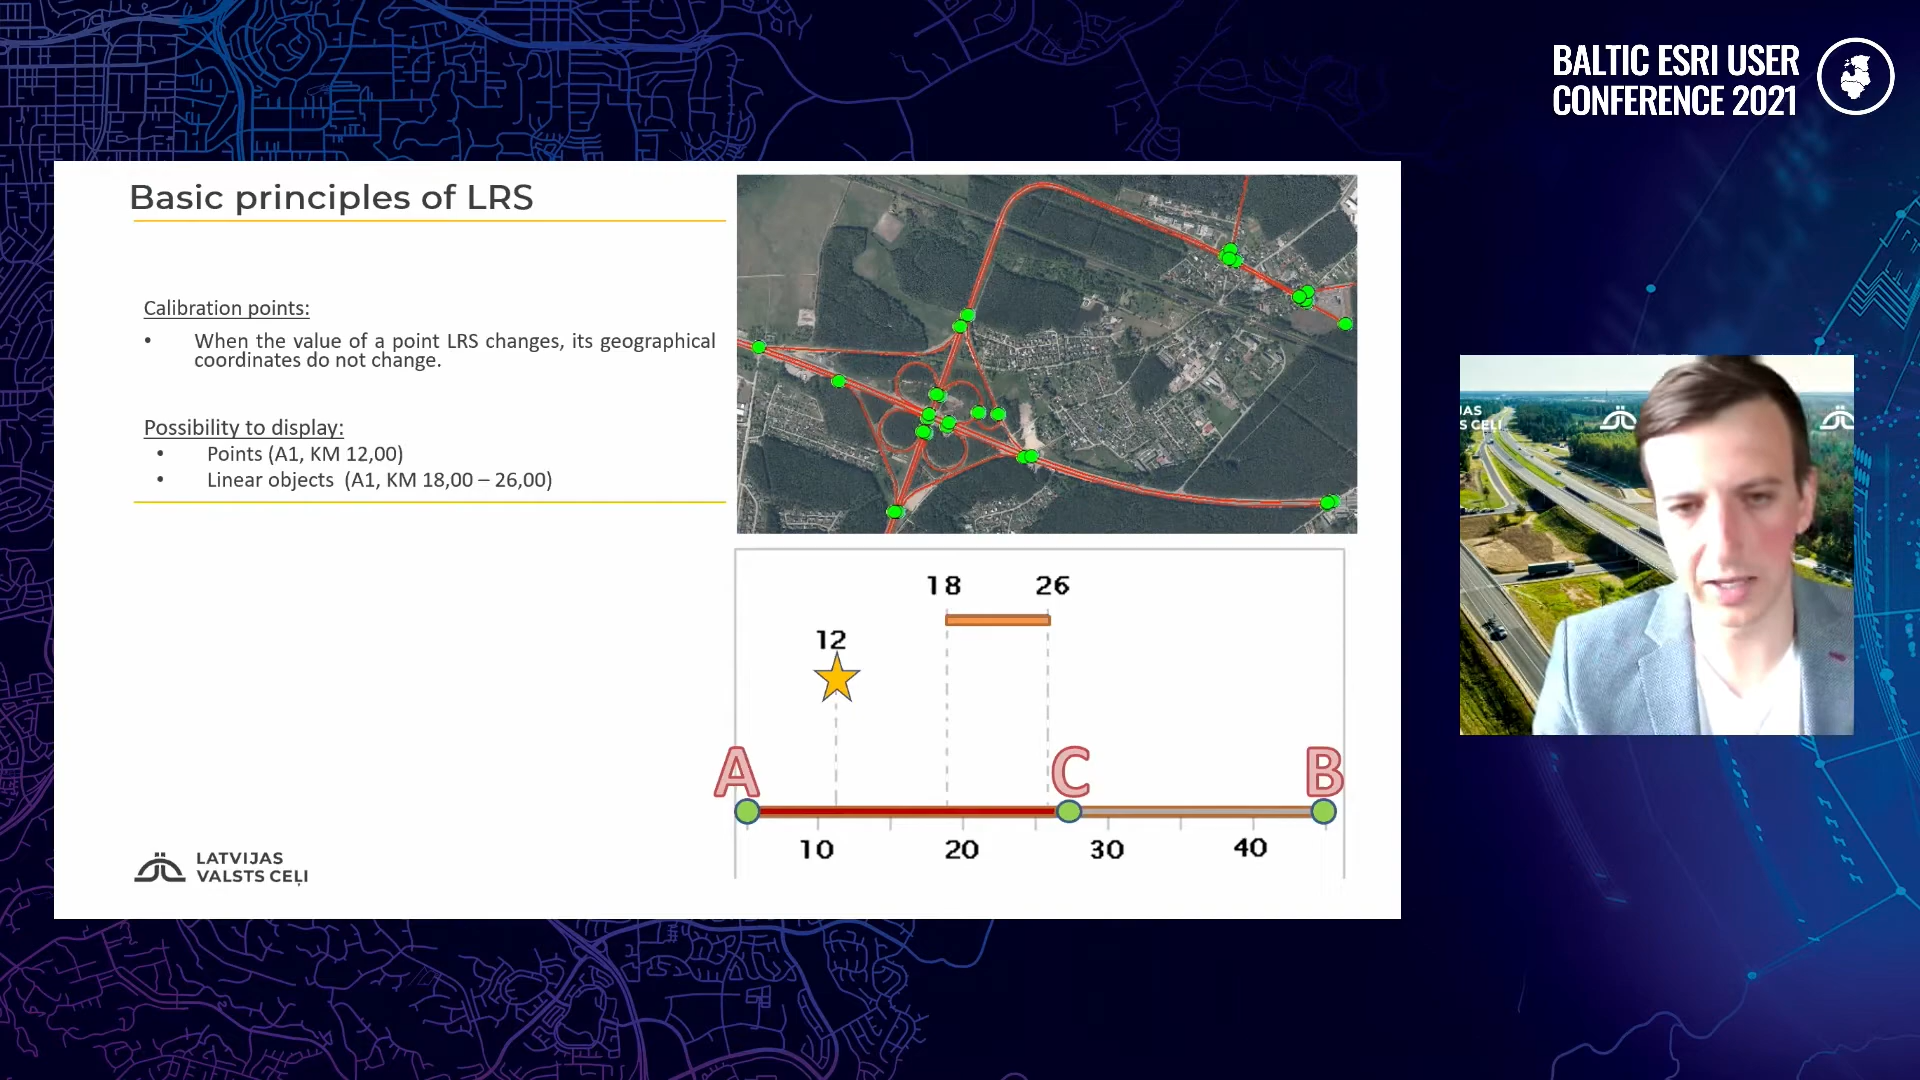 BALTIC ESRI USER
CONFERENCE 2021
Basic principles of LRS
Calibration points:
• When the value of a point LRS changes, its geographical
coordinates do not change.
Possibility to display:
• Points (A1, KM 12,00)
• Linear objects (A1, KM 18,00 – 26,00)
18 26
12
A C B
10 20 30 40
LATVIJAS
VALSTS CEĻI
JAS
S CEĻI